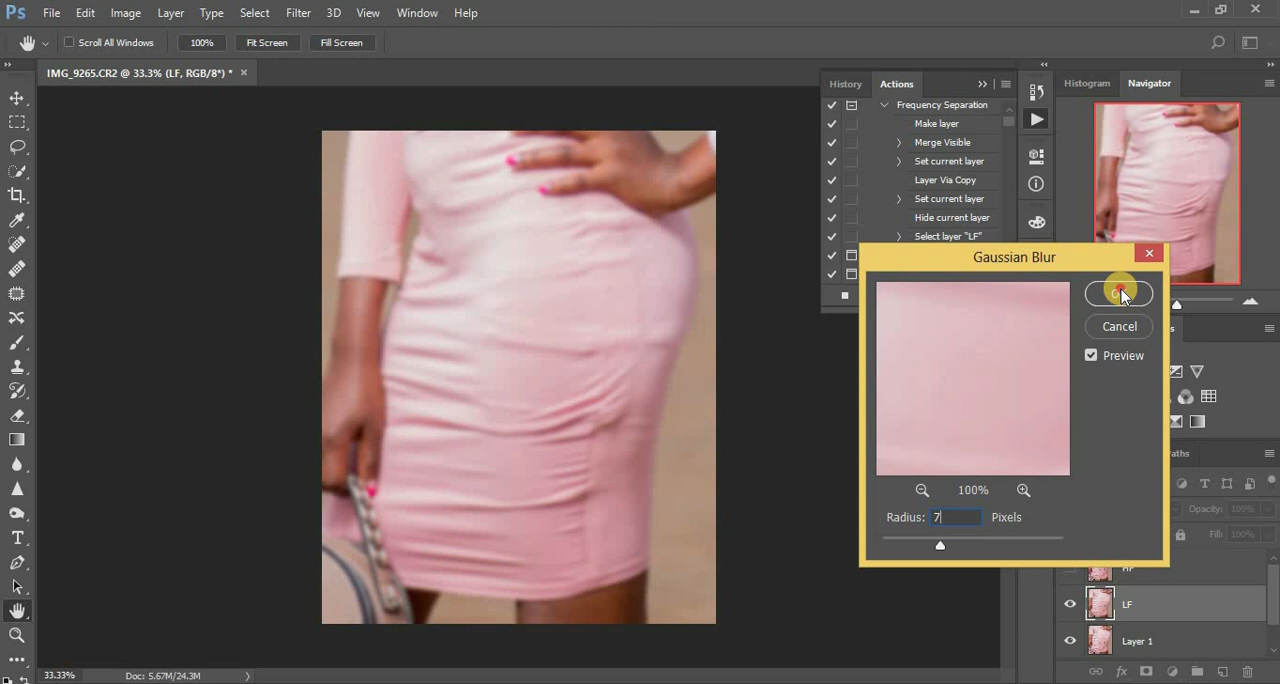 Ps File Edit Image Layer Type Select Filter 3D View Window Help
Scroll All Windows 100% Fit Screen Fill Screen
IMG_9265.CR2 @ 33.3% (LF, RGB/8*) * ×
History Actions
Histogram Navigator
Frequency Separation
Make layer
Merge Visible
Set current layer
Layer Via Copy
Set current layer
Hide current layer
Select layer "LF"
Gaussian Blur
Cancel
Preview
100%
Radius: 7 Pixels
Opacity: 100%
Fill: 100%
HF
LF
Layer 1
33.33% Doc: 5.67M/24.3M